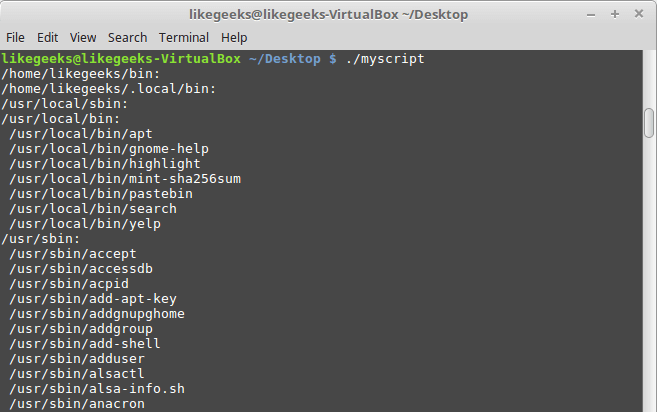 likegeeks@likegeeks-VirtualBox ~/Desktop
File Edit View Search Terminal Help
likegeeks@likegeeks-VirtualBox ~/Desktop $ ./myscript
/home/likegeeks/bin:
/home/likegeeks/.local/bin:
/usr/local/sbin:
/usr/local/bin:
 /usr/local/bin/apt
 /usr/local/bin/gnome-help
 /usr/local/bin/highlight
 /usr/local/bin/mint-sha256sum
 /usr/local/bin/pastebin
 /usr/local/bin/search
 /usr/local/bin/yelp
/usr/sbin:
 /usr/sbin/accept
 /usr/sbin/accessdb
 /usr/sbin/acpid
 /usr/sbin/add-apt-key
 /usr/sbin/addgnupghome
 /usr/sbin/addgroup
 /usr/sbin/add-shell
 /usr/sbin/adduser
 /usr/sbin/alsactl
 /usr/sbin/alsa-info.sh
 /usr/sbin/anacron